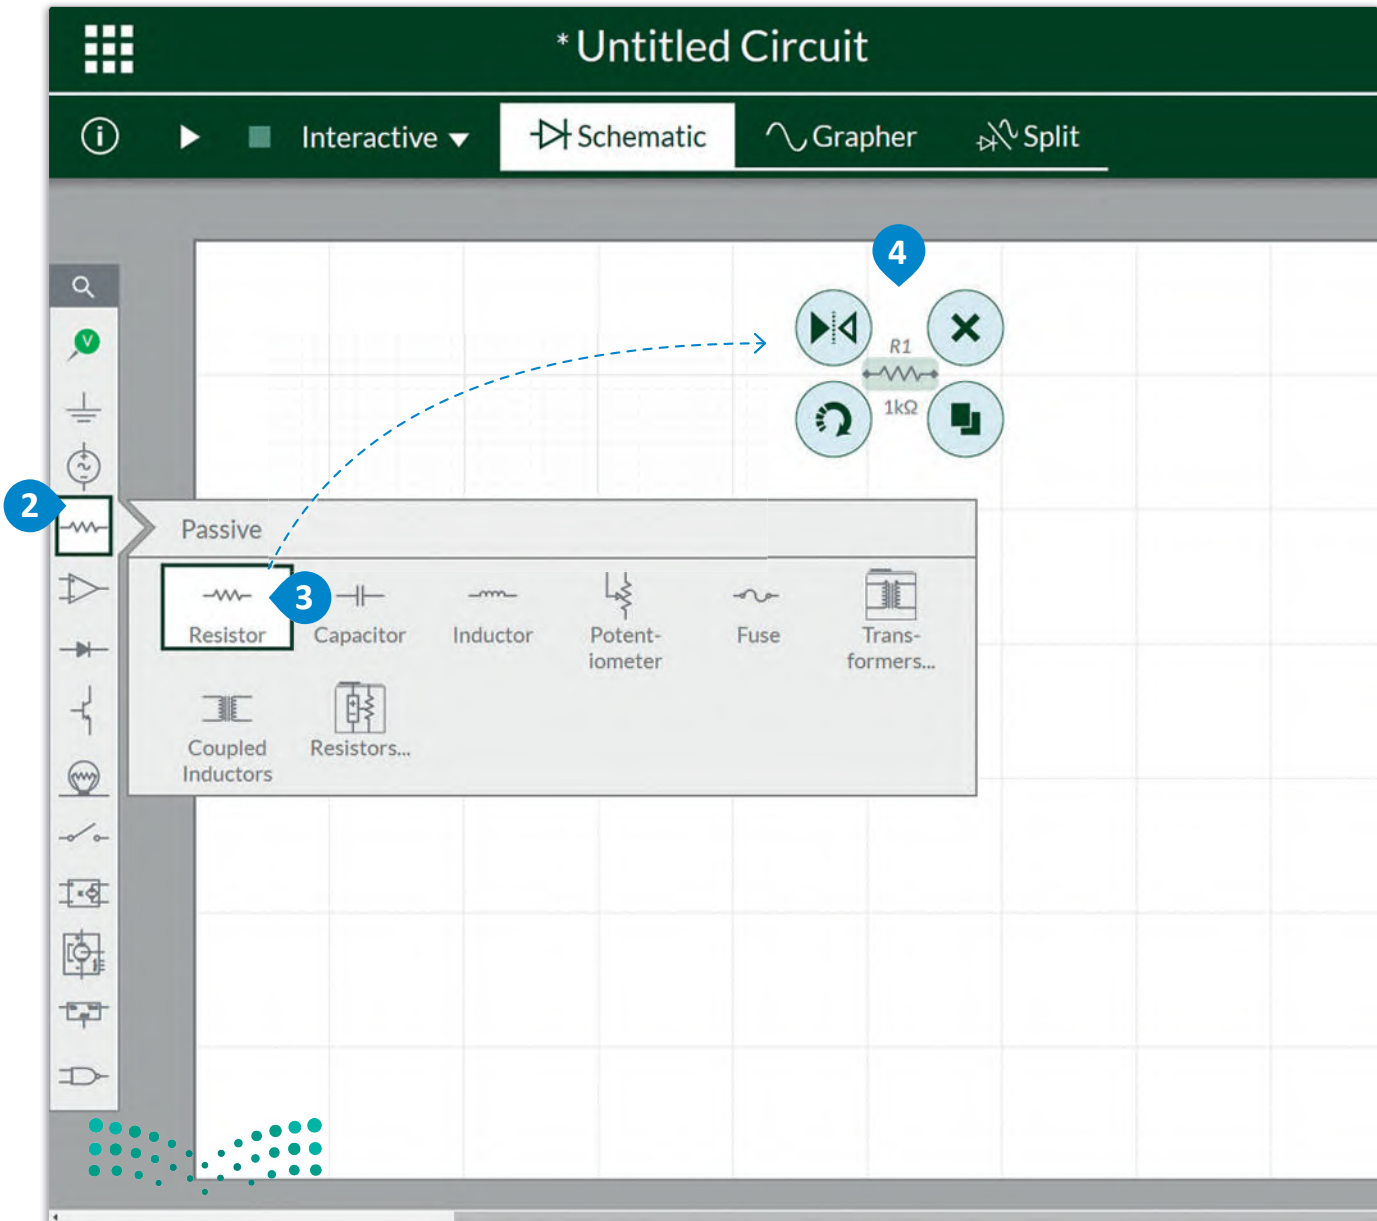 * Untitled Circuit
i Interactive Schematic Grapher Split
4
V
R1
1kΩ
2
Passive
3
Resistor Capacitor Inductor Potent-
iometer Fuse Trans-
formers...
Coupled
Inductors Resistors...